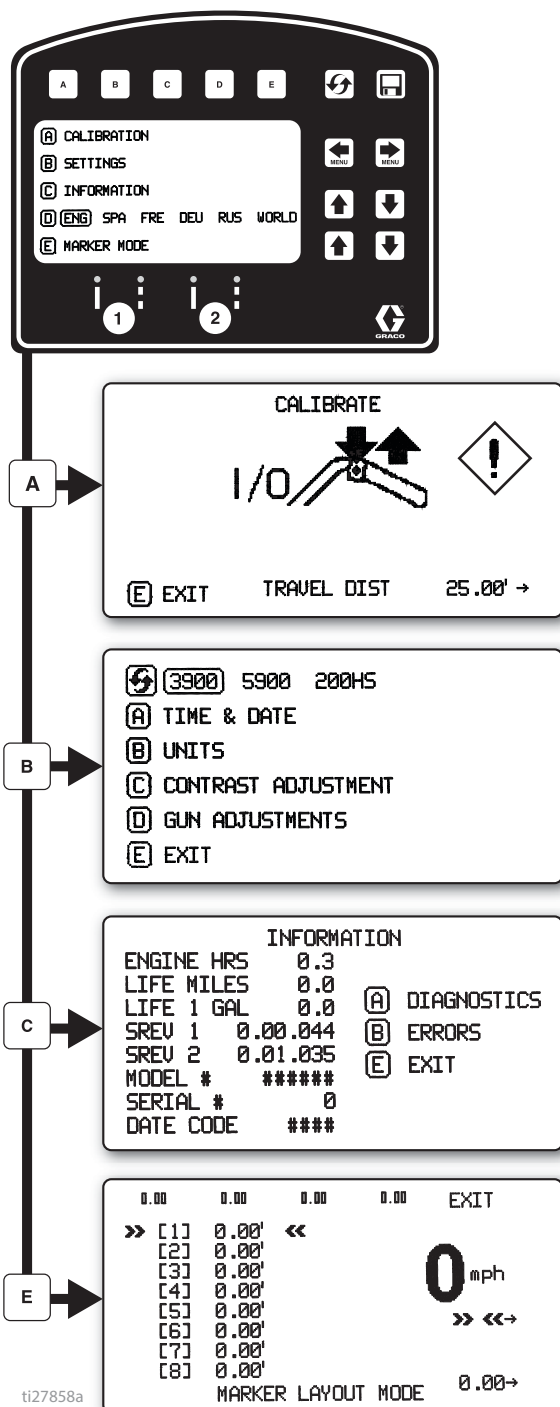 A B C D E
A CALIBRATION
B SETTINGS
C INFORMATION
D ENG SPA FRE DEU RUS WORLD
E MARKER MODE
MENU MENU
1 2
GRACO
A
CALIBRATE
I/O
!
E EXIT TRAVEL DIST 25.00' →
B
3900 5900 200HS
A TIME & DATE
B UNITS
C CONTRAST ADJUSTMENT
D GUN ADJUSTMENTS
E EXIT
C
INFORMATION
ENGINE HRS 0.3
LIFE MILES 0.0
LIFE 1 GAL 0.0
SREV 1 0.00.044
SREV 2 0.01.035
MODEL # ######
SERIAL # 0
DATE CODE ####
A DIAGNOSTICS
B ERRORS
E EXIT
E
0.00 0.00 0.00 0.00 EXIT
>> [1] 0.00' <<
[2] 0.00'
[3] 0.00'
[4] 0.00'
[5] 0.00'
[6] 0.00'
[7] 0.00'
[8] 0.00'
0 mph
>> <<→
MARKER LAYOUT MODE 0.00→
ti27858a